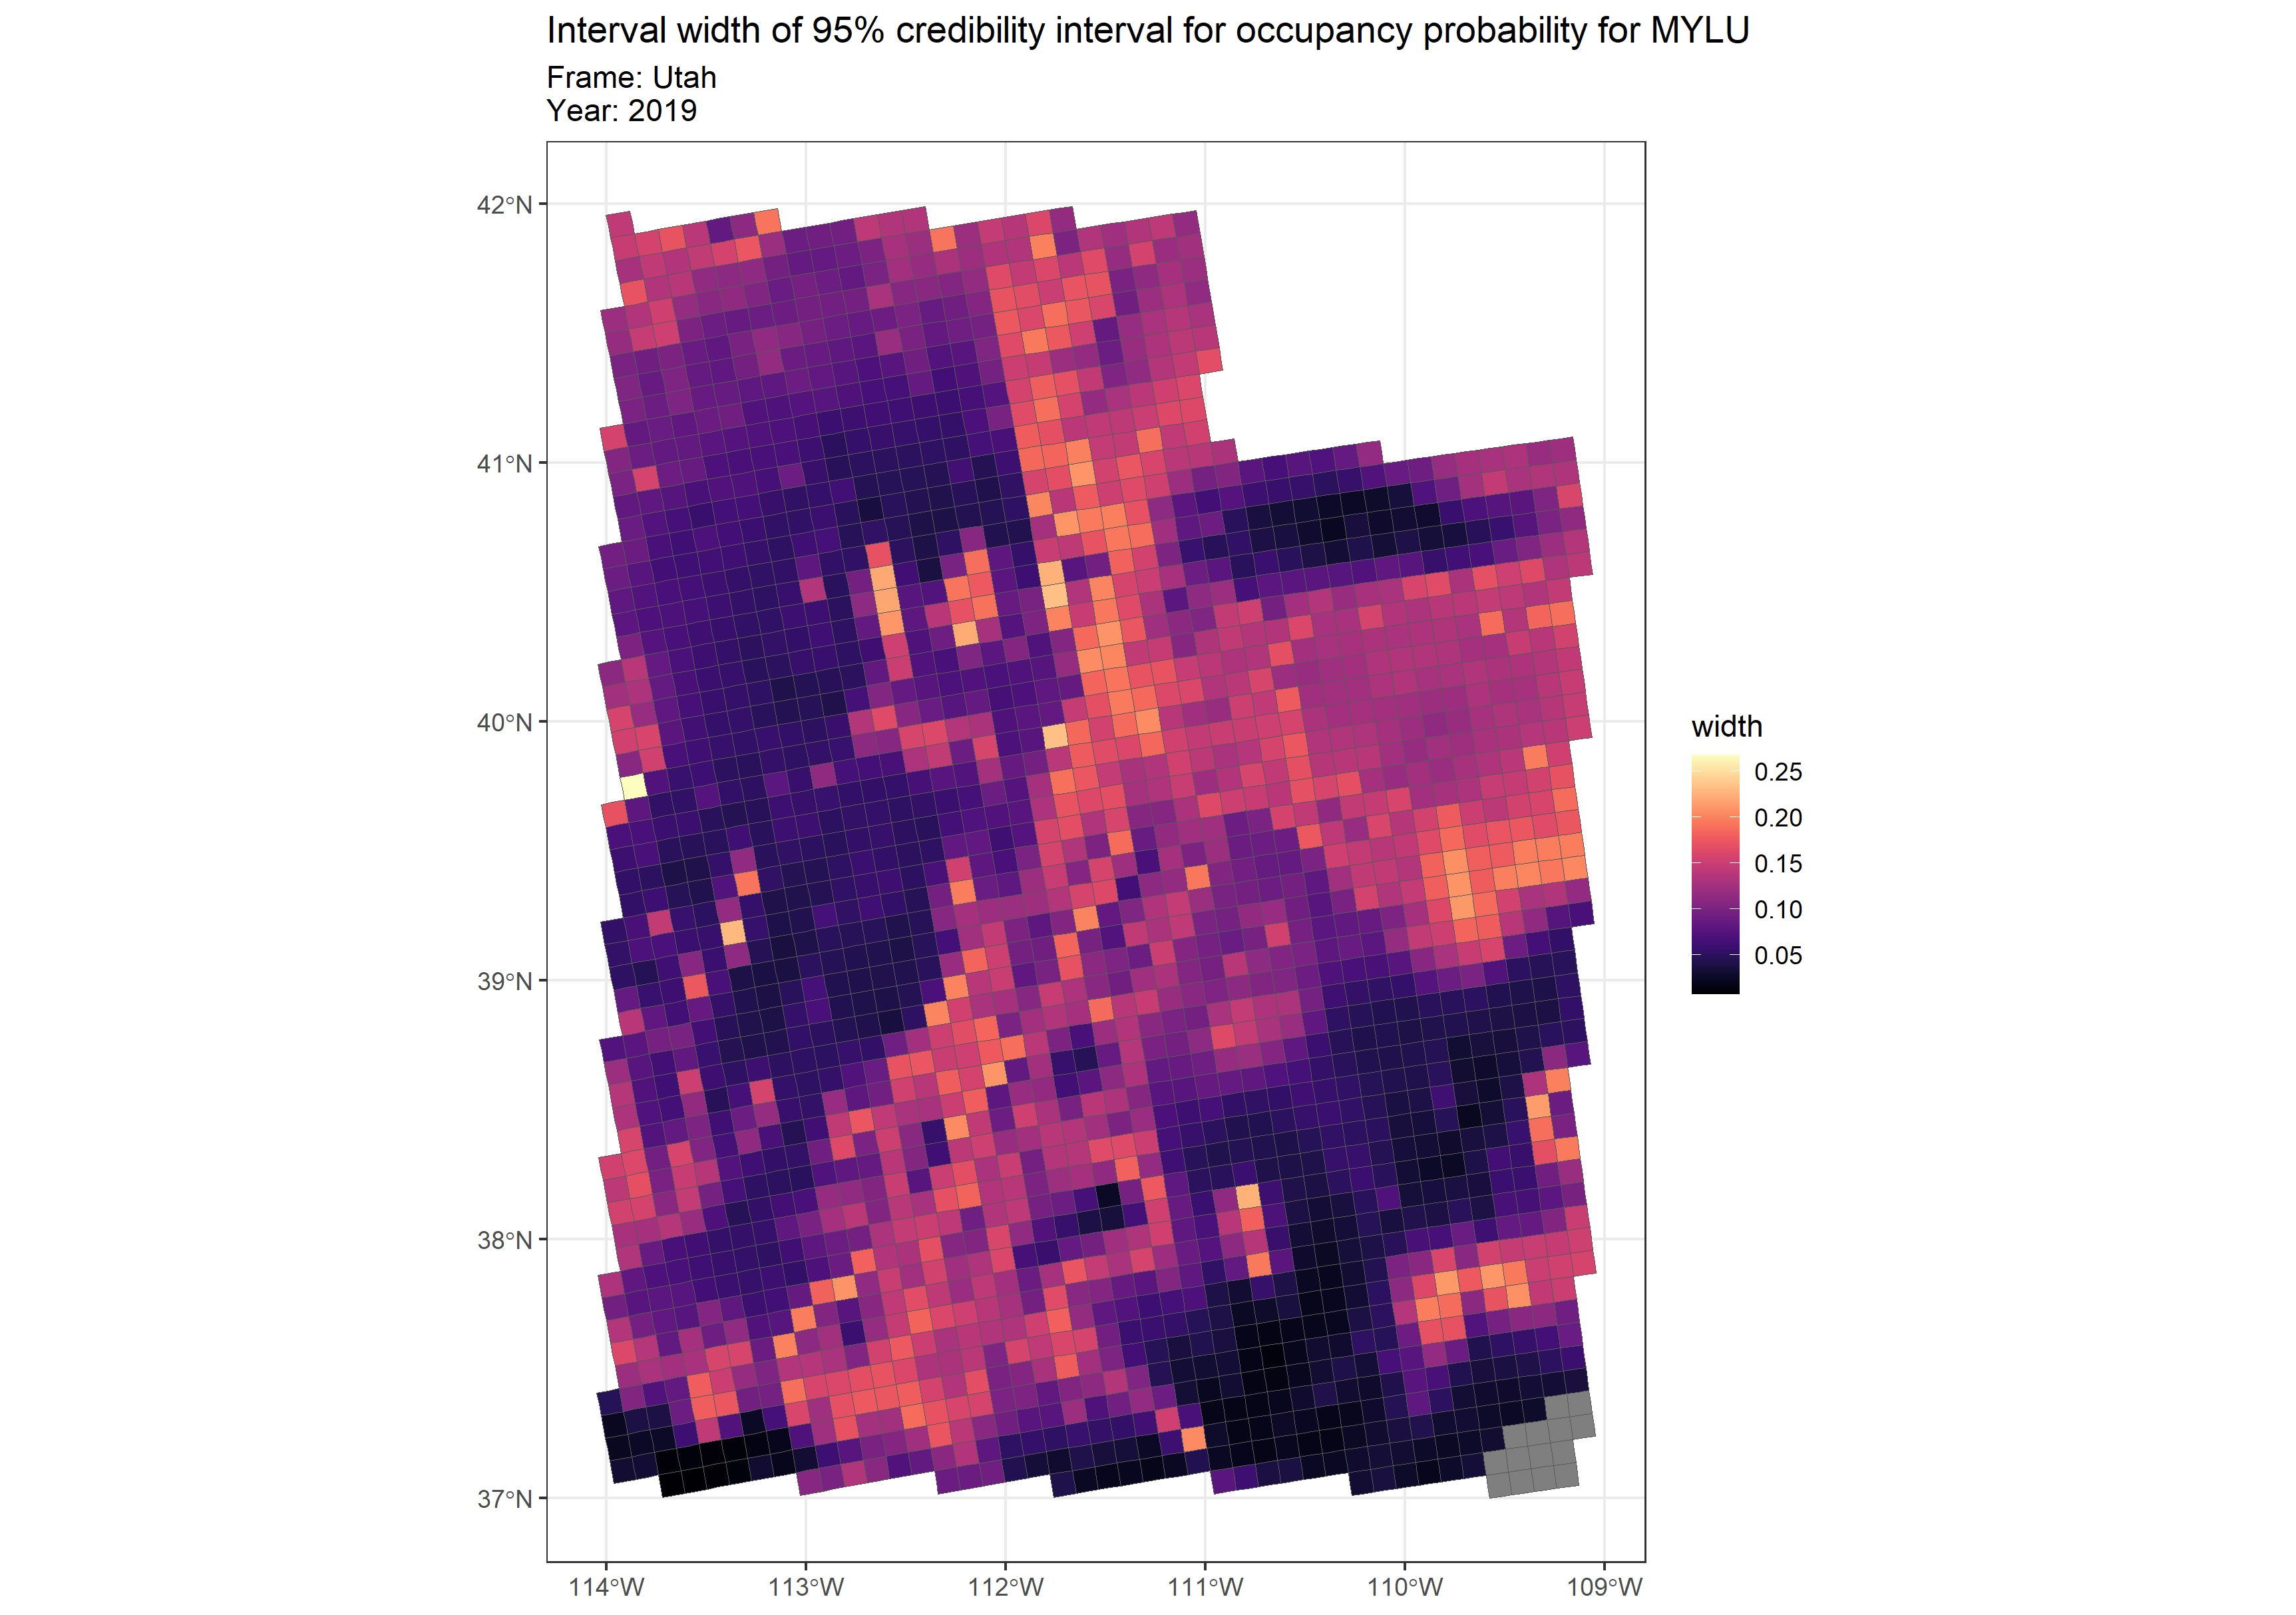 Interval width of 95% credibility interval for occupancy probability for MYLU
Frame: Utah
Year: 2019
42°N
41°N
40°N
39°N
38°N
37°N
114°W
113°W
112°W
111°W
110°W
109°W
width
0.25
0.20
0.15
0.10
0.05